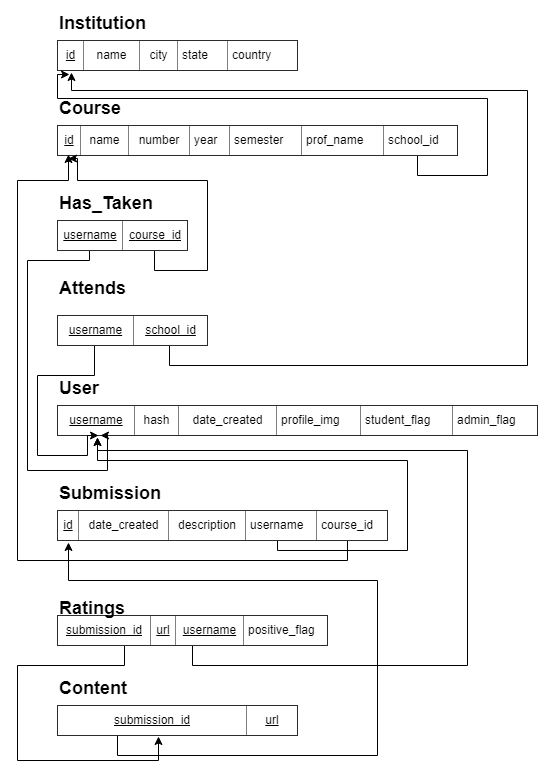 Institution
id name city state country
Course
id name number year semester prof_name school_id
Has_Taken
username course_id
Attends
username school_id
User
username hash date_created profile_img student_flag admin_flag
Submission
id date_created description username course_id
Ratings
submission_id url username positive_flag
Content
submission_id url